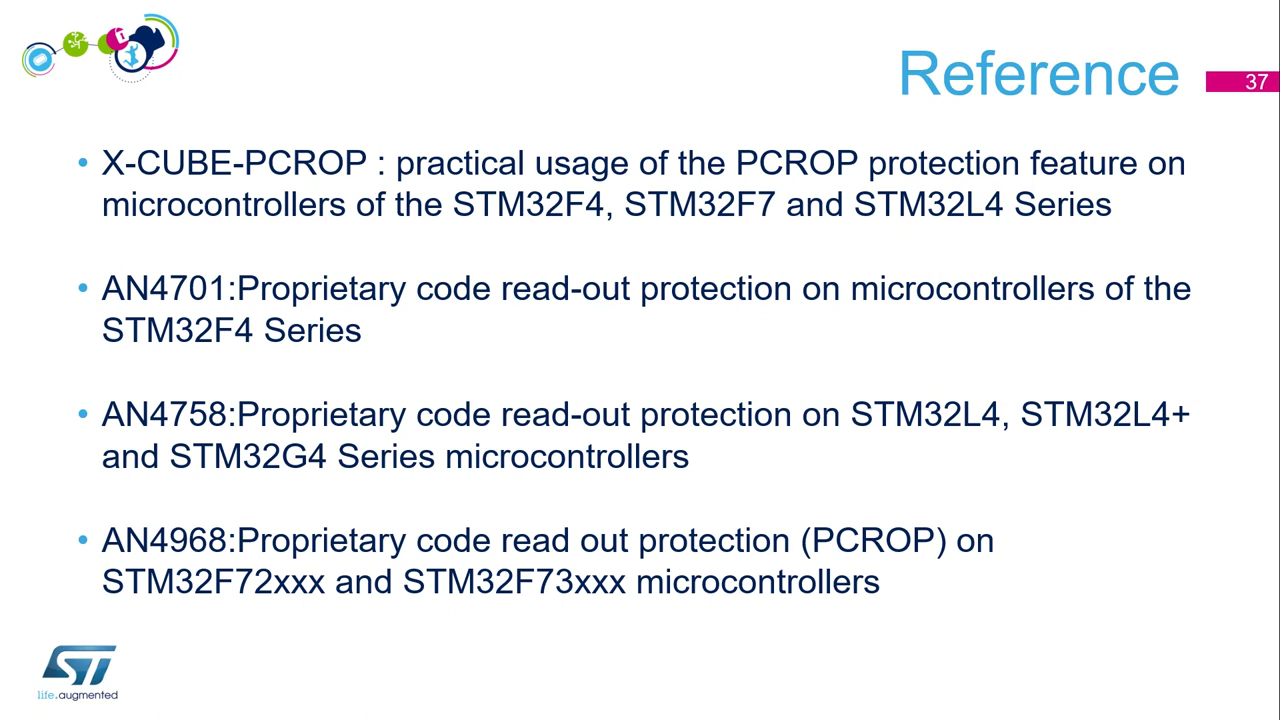 Reference
37
• X-CUBE-PCROP : practical usage of the PCROP protection feature on
microcontrollers of the STM32F4, STM32F7 and STM32L4 Series
• AN4701:Proprietary code read-out protection on microcontrollers of the
STM32F4 Series
• AN4758:Proprietary code read-out protection on STM32L4, STM32L4+
and STM32G4 Series microcontrollers
• AN4968:Proprietary code read out protection (PCROP) on
STM32F72xxx and STM32F73xxx microcontrollers
ST
life.augmented